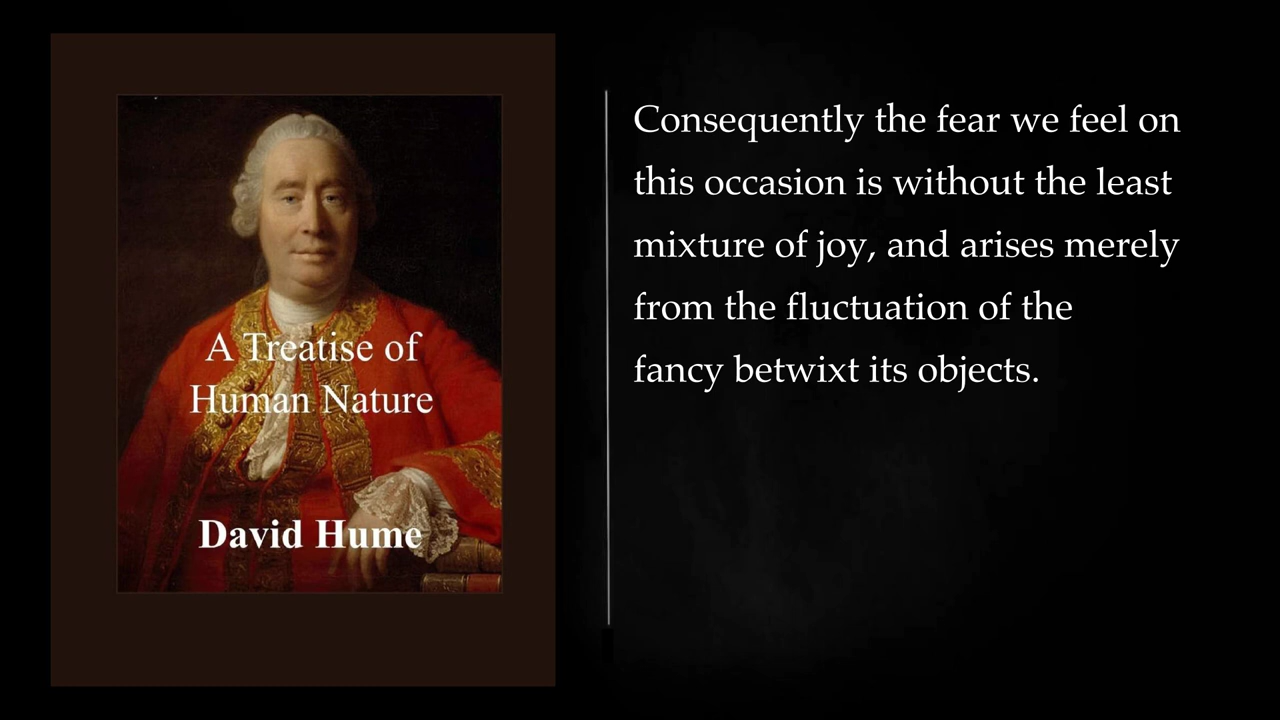 A Treatise of
Human Nature
David Hume
Consequently the fear we feel on
this occasion is without the least
mixture of joy, and arises merely
from the fluctuation of the
fancy betwixt its objects.